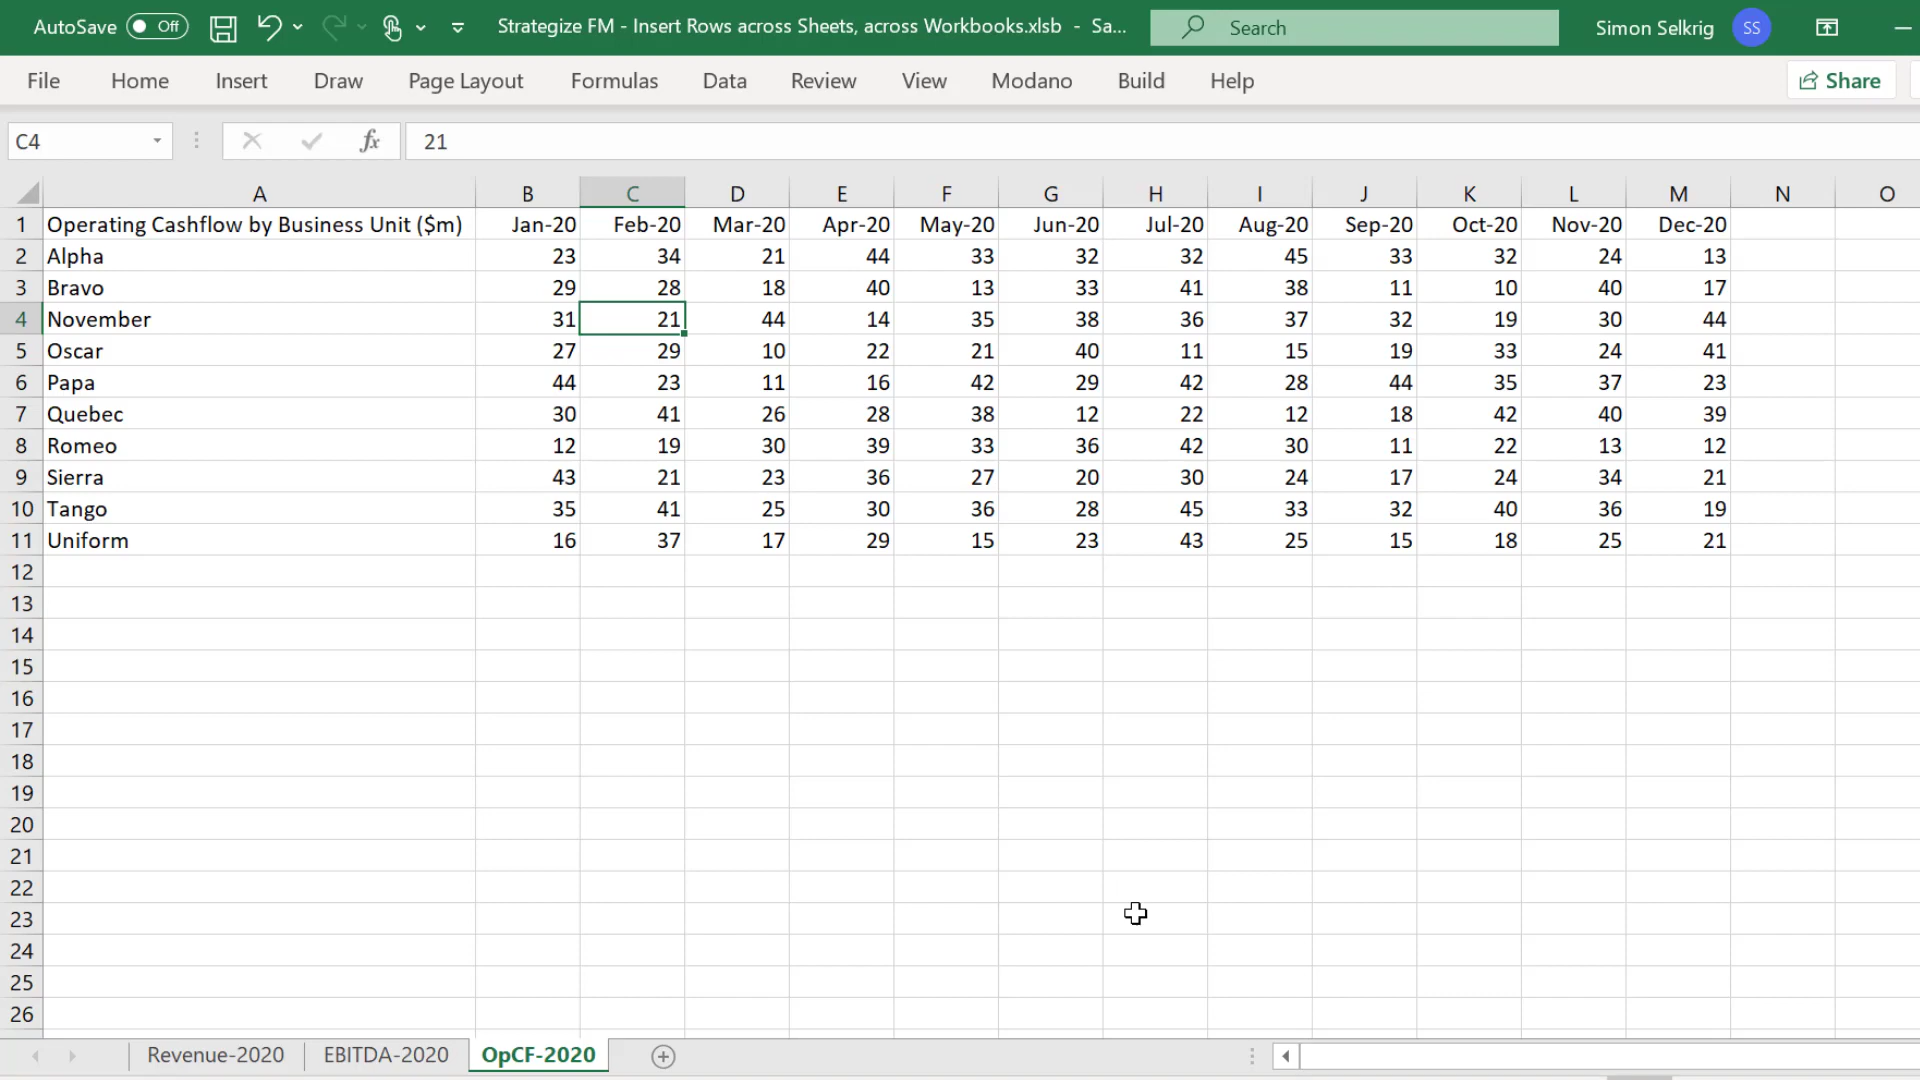 AutoSave Off Strategize FM - Insert Rows across Sheets, across Workbooks.xlsb - Sa... Search Simon Selkrig SS
File Home Insert Draw Page Layout Formulas Data Review View Modano Build Help Share
C4 fx 21
A B C D E F G H I J K L M N O
1 Operating Cashflow by Business Unit ($m) Jan-20 Feb-20 Mar-20 Apr-20 May-20 Jun-20 Jul-20 Aug-20 Sep-20 Oct-20 Nov-20 Dec-20
2 Alpha 23 34 21 44 33 32 32 45 33 32 24 13
3 Bravo 29 28 18 40 13 33 41 38 11 10 40 17
4 November 31 21 44 14 35 38 36 37 32 19 30 44
5 Oscar 27 29 10 22 21 40 11 15 19 33 24 41
6 Papa 44 23 11 16 42 29 42 28 44 35 37 23
7 Quebec 30 41 26 28 38 12 22 12 18 42 40 39
8 Romeo 12 19 30 39 33 36 42 30 11 22 13 12
9 Sierra 43 21 23 36 27 20 30 24 17 24 34 21
10 Tango 35 41 25 30 36 28 45 33 32 40 36 19
11 Uniform 16 37 17 29 15 23 43 25 15 18 25 21
12
13
14
15
16
17
18
19
20
21
22
23
24
25
26
Revenue-2020 EBITDA-2020 OpCF-2020